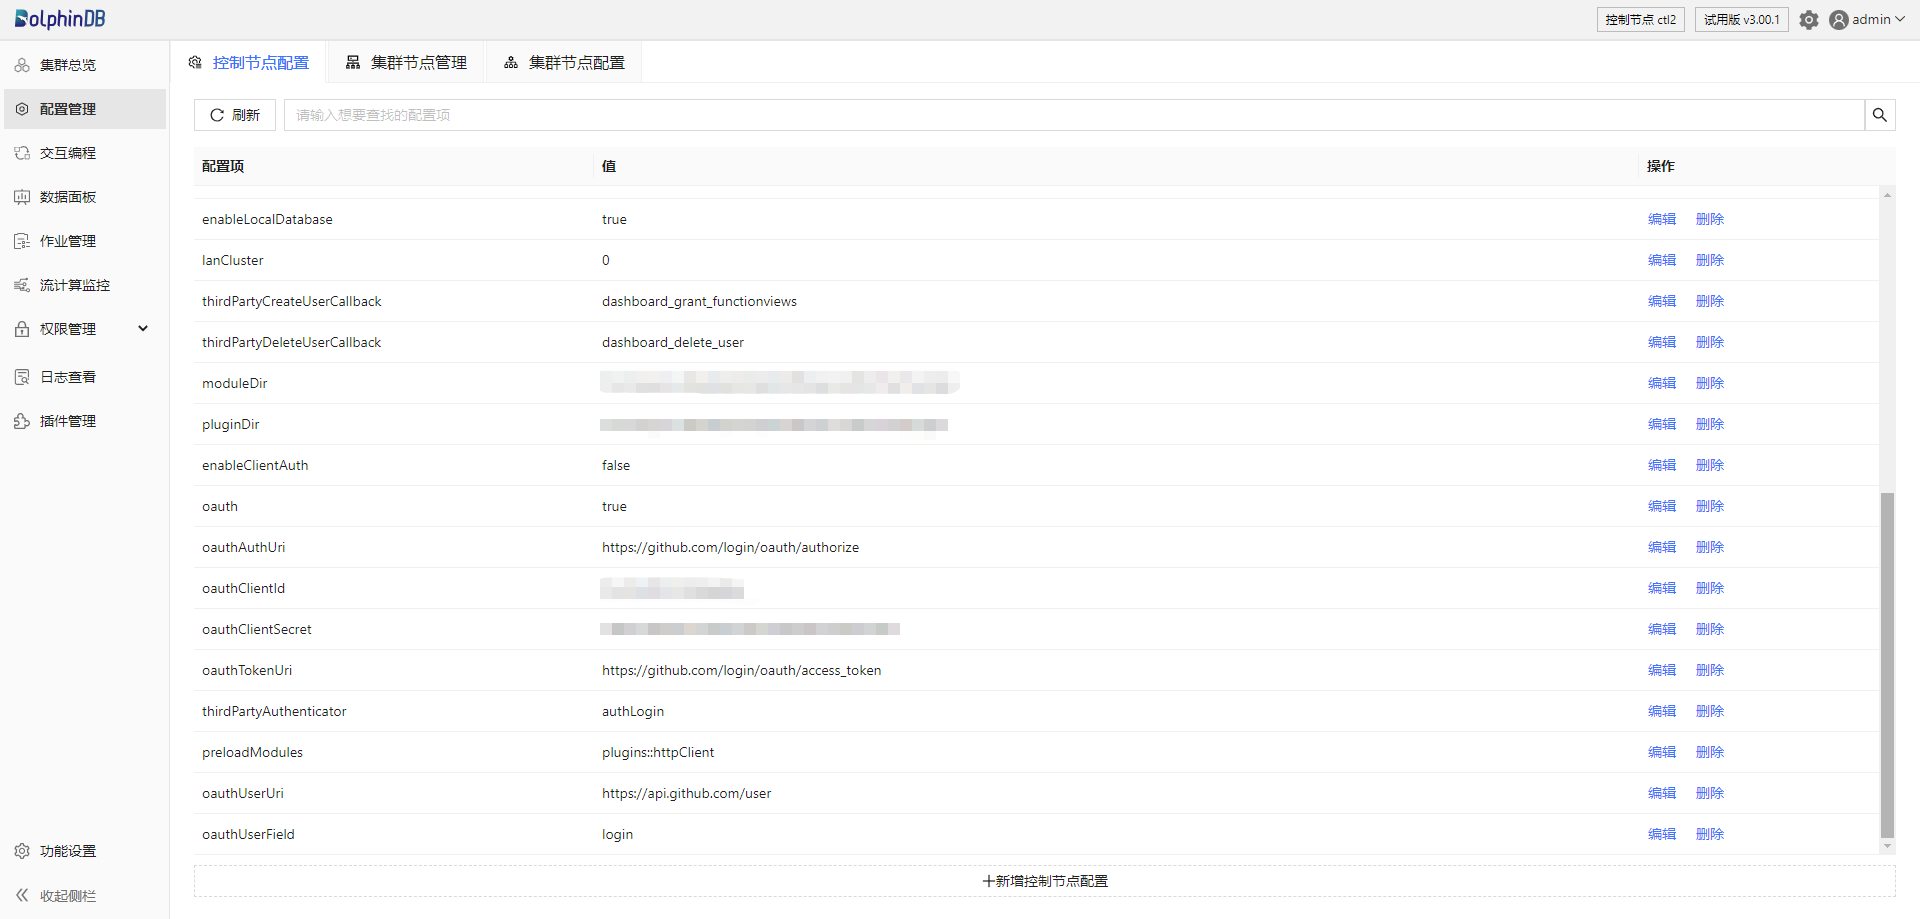 DolphinDB
控制节点 ctl2
试用版 v3.00.1
admin
集群总览
配置管理
交互编程
数据面板
作业管理
流计算监控
权限管理
日志查看
插件管理
功能设置
收起侧栏
控制节点配置
集群节点管理
集群节点配置
刷新
请输入想要查找的配置项
配置项 值 操作
enableLocalDatabase true 编辑 删除
lanCluster 0 编辑 删除
thirdPartyCreateUserCallback dashboard_grant_functionviews 编辑 删除
thirdPartyDeleteUserCallback dashboard_delete_user 编辑 删除
moduleDir 编辑 删除
pluginDir 编辑 删除
enableClientAuth false 编辑 删除
oauth true 编辑 删除
oauthAuthUri https://github.com/login/oauth/authorize 编辑 删除
oauthClientId 编辑 删除
oauthClientSecret 编辑 删除
oauthTokenUri https://github.com/login/oauth/access_token 编辑 删除
thirdPartyAuthenticator authLogin 编辑 删除
preloadModules plugins::httpClient 编辑 删除
oauthUserUri https://api.github.com/user 编辑 删除
oauthUserField login 编辑 删除
+新增控制节点配置